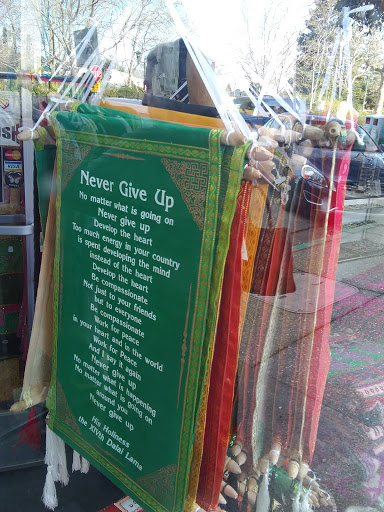 Never Give Up
No matter what is going on
Never give up
Develop the heart
Too much energy in your country
is spent developing the mind
instead of the heart
Develop the heart
Be compassionate
Not just to your friends
but to everyone
Be compassionate
Work for peace
in your heart and in the world
Work for Peace
And I say it again
Never give up
No matter what is happening
No matter what is going on
around you
Never give up
His Holiness
the XIVth Dalai Lama